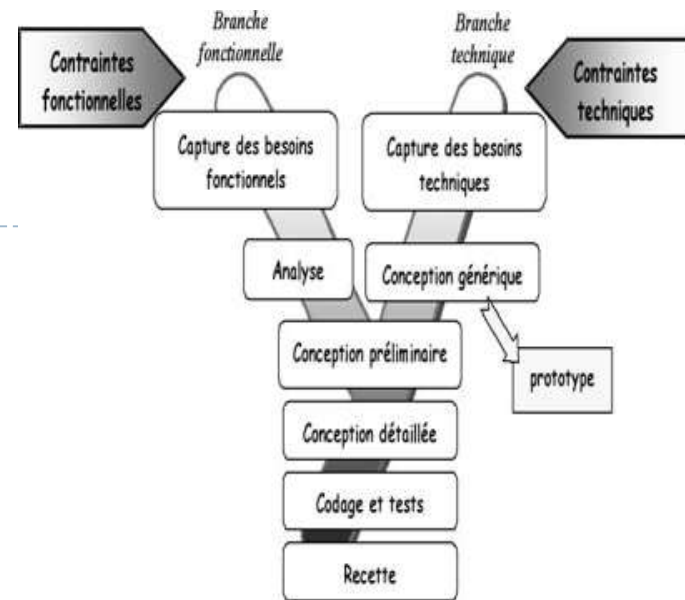 Branche
fonctionnelle
Branche
technique
Contraintes
fonctionnelles
Contraintes
techniques
Capture des besoins
fonctionnels
Capture des besoins
techniques
Analyse
Conception générique
Conception préliminaire
prototype
Conception détaillée
Codage et tests
Recette